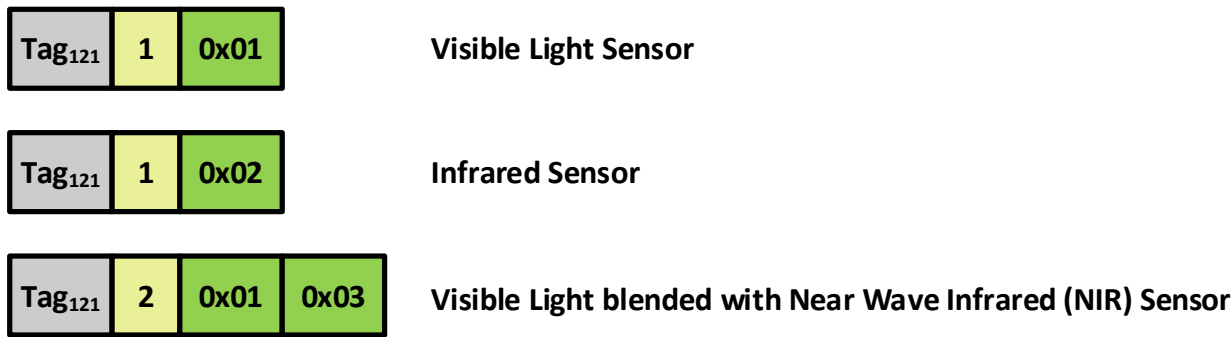 Tag₁₂₁ 1 0x01 Visible Light Sensor
Tag₁₂₁ 1 0x02 Infrared Sensor
Tag₁₂₁ 2 0x01 0x03 Visible Light blended with Near Wave Infrared (NIR) Sensor